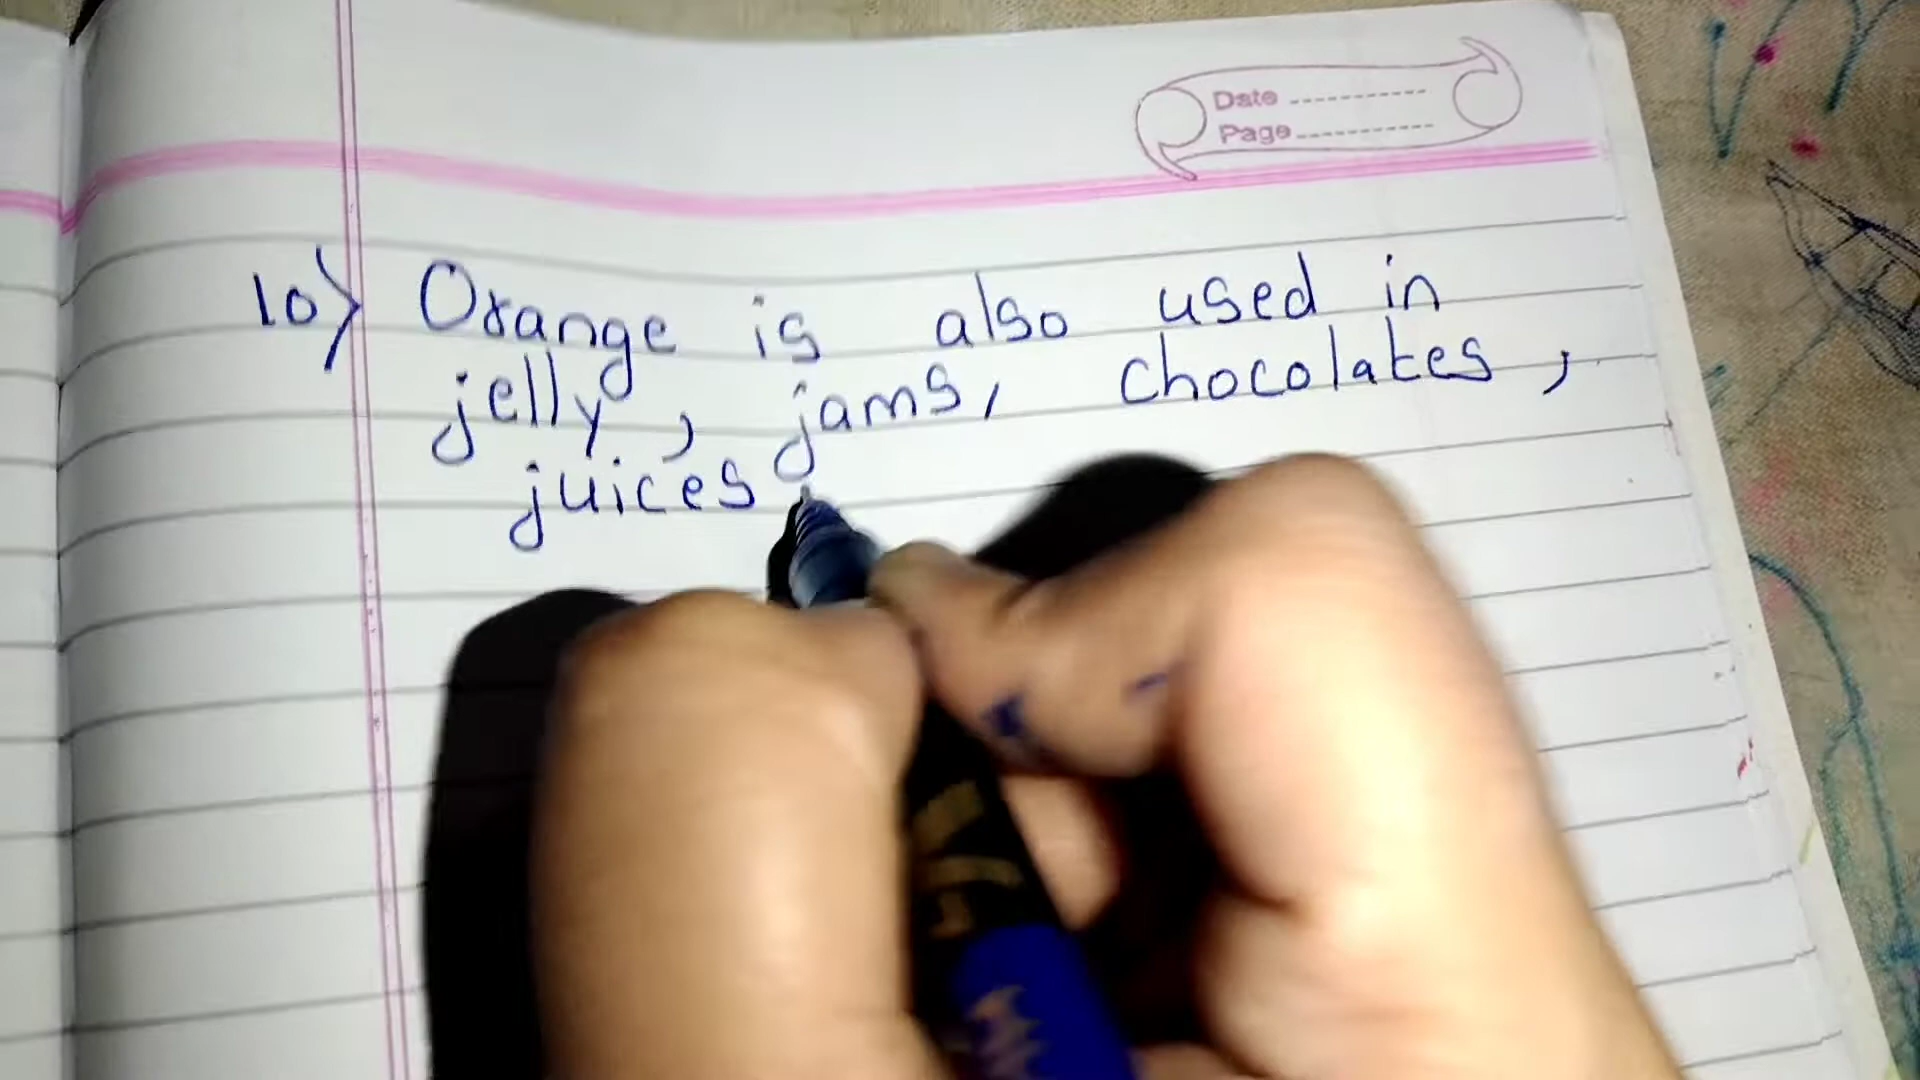 Date
Page
10) Orange is also used in
jelly, jams, chocolates,
juices